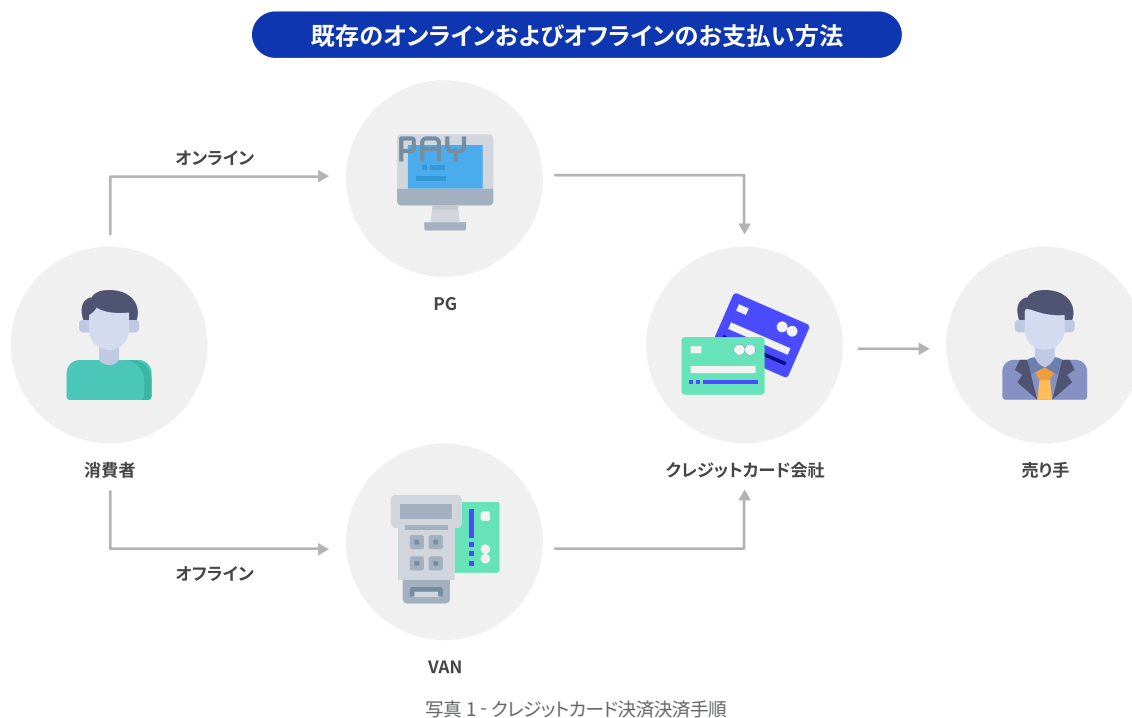 既存のオンラインおよびオフラインのお支払い方法
オンライン
PAY
PG
消費者
クレジットカード会社
売り手
オフライン
VAN
写真 1 - クレジットカード決済決済手順